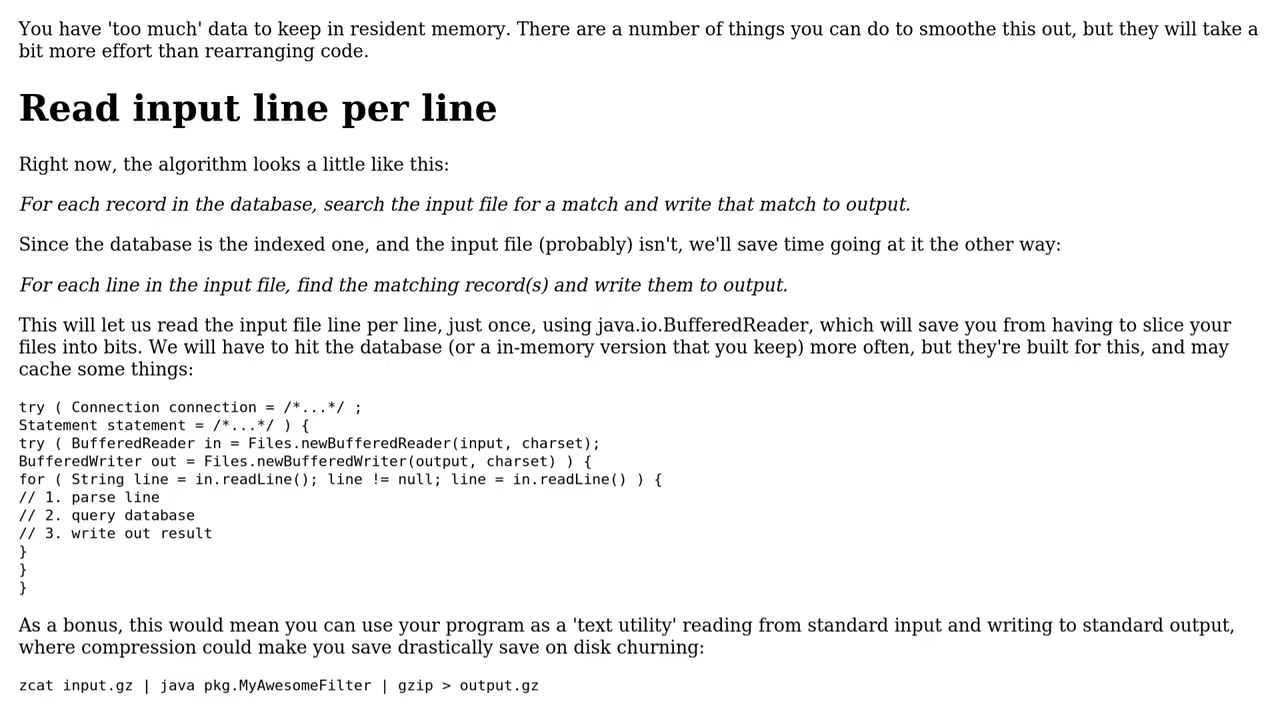 You have 'too much' data to keep in resident memory. There are a number of things you can do to smoothe this out, but they will take a
bit more effort than rearranging code.
Read input line per line
Right now, the algorithm looks a little like this:
For each record in the database, search the input file for a match and write that match to output.
Since the database is the indexed one, and the input file (probably) isn't, we'll save time going at it the other way:
For each line in the input file, find the matching record(s) and write them to output.
This will let us read the input file line per line, just once, using java.io.BufferedReader, which will save you from having to slice your
files into bits. We will have to hit the database (or a in-memory version that you keep) more often, but they're built for this, and may
cache some things:
try ( Connection connection = /*...*/ ;
Statement statement = /*...*/ ) {
try ( BufferedReader in = Files.newBufferedReader(input, charset);
BufferedWriter out = Files.newBufferedWriter(output, charset) ) {
for ( String line = in.readLine(); line != null; line = in.readLine() ) {
// 1. parse line
// 2. query database
// 3. write out result
}
}
}
As a bonus, this would mean you can use your program as a 'text utility' reading from standard input and writing to standard output,
where compression could make you save drastically save on disk churning:
zcat input.gz | java pkg.MyAwesomeFilter | gzip > output.gz